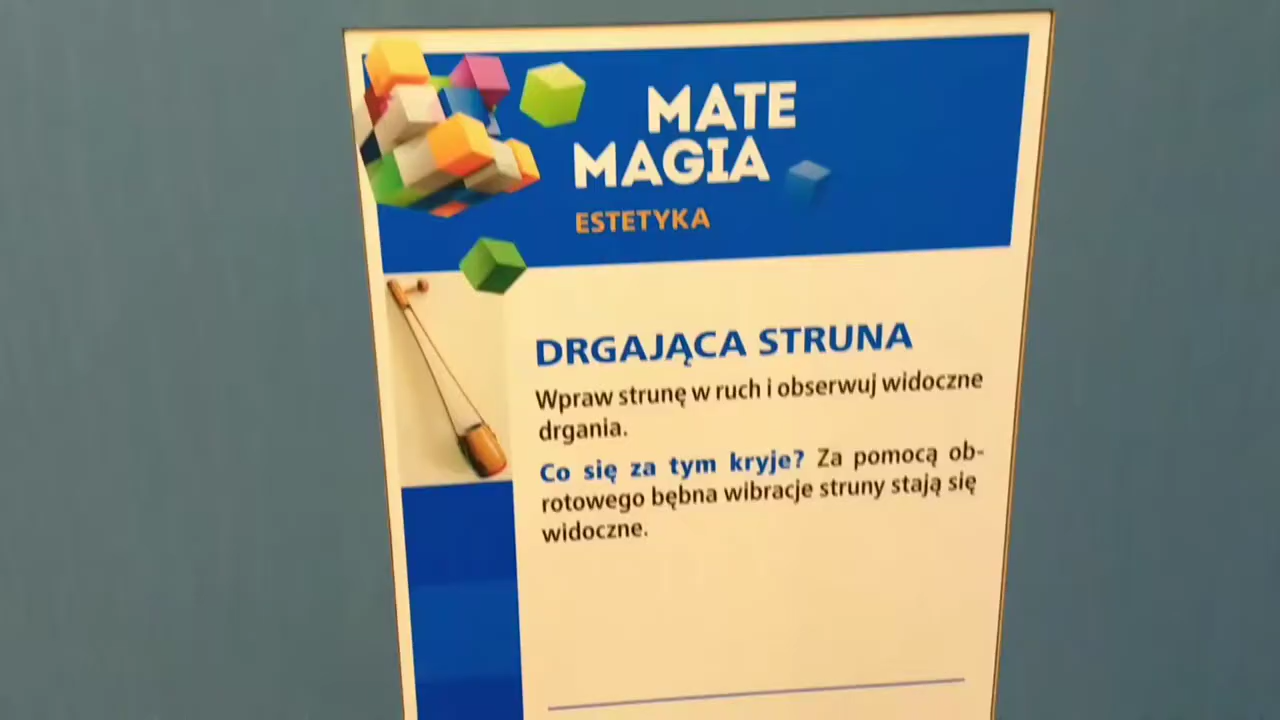 MATE
MAGIA
ESTETYKA
DRGAJĄCA STRUNA
Wpraw strunę w ruch i obserwuj widoczne
drgania.
Co się za tym kryje? Za pomocą ob-
rotowego bębna wibracje struny stają się
widoczne.